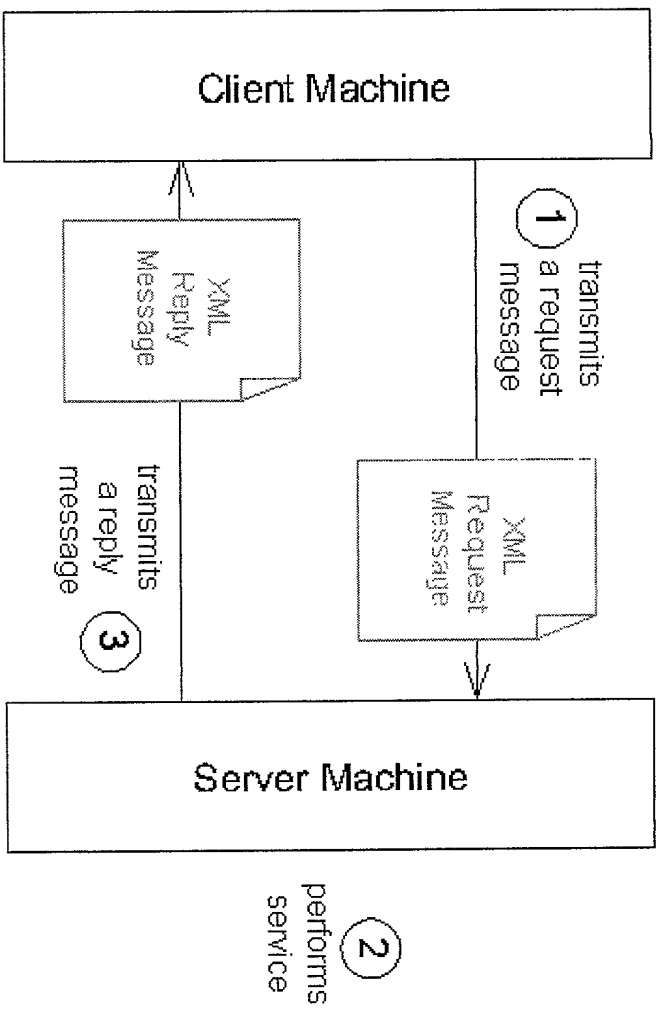 Client Machine
1
transmits
a request
message
XML
Request
Message
XML
Reply
Message
transmits
a reply
message
3
Server Machine
2
performs
service